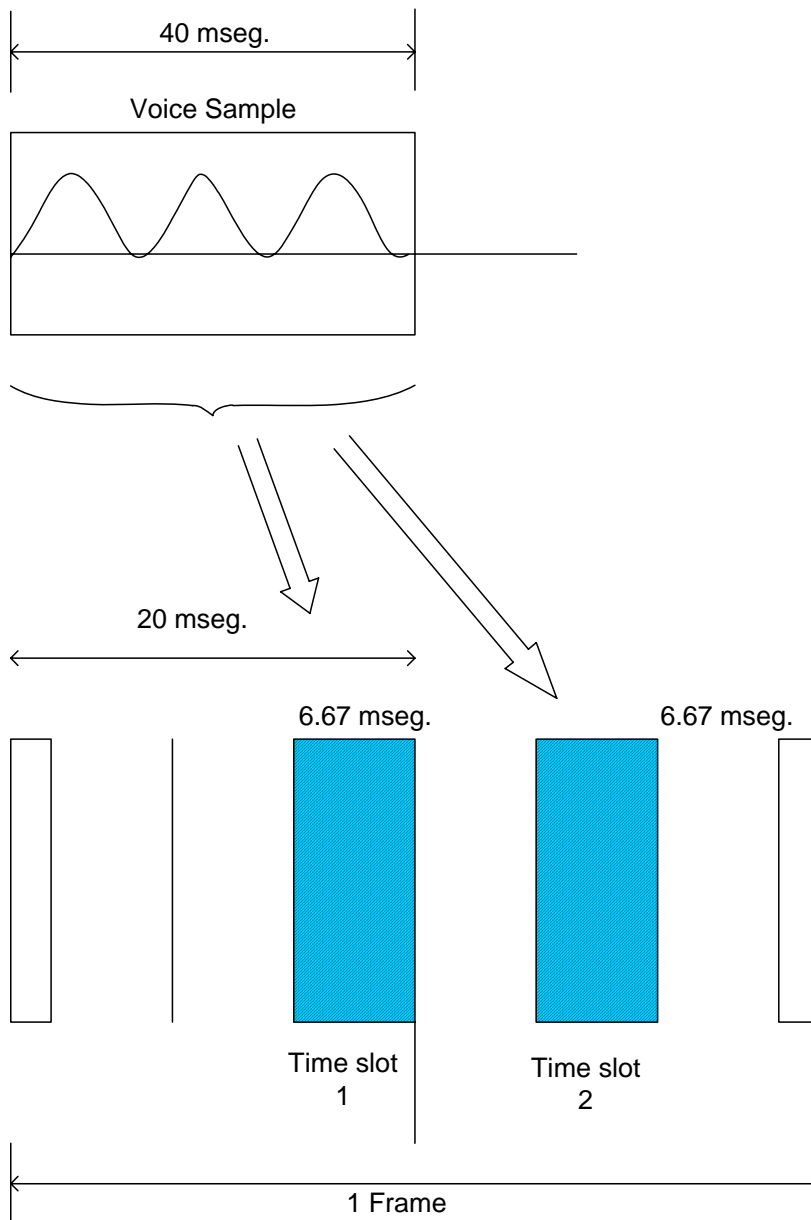 40 mseg.
Voice Sample
20 mseg.
6.67 mseg.
6.67 mseg.
Time slot
1
Time slot
2
1 Frame